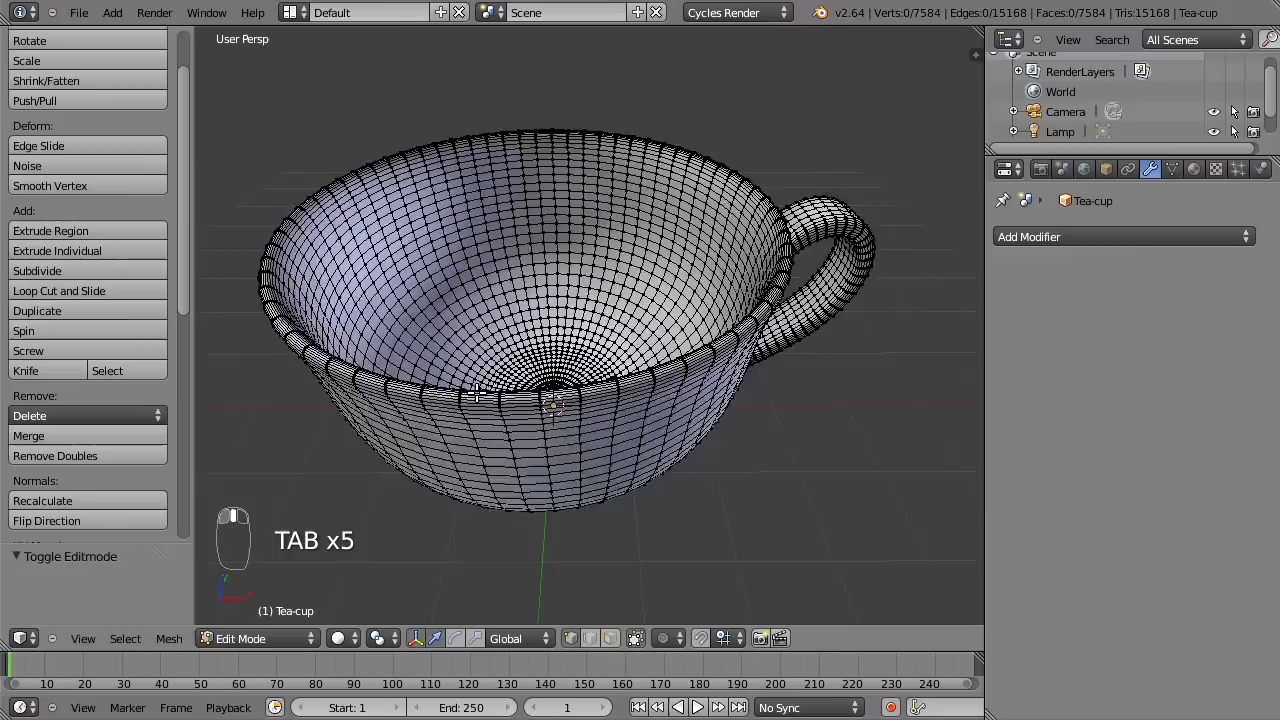 File Add Render Window Help Default Scene Cycles Render v2.64 | Verts:0/7584 | Edges:0/15168 | Faces:0/7584 | Tris:15168 | Tea-cup
Rotate
Scale
Shrink/Fatten
Push/Pull
Deform:
Edge Slide
Noise
Smooth Vertex
Add:
Extrude Region
Extrude Individual
Subdivide
Loop Cut and Slide
Duplicate
Spin
Screw
Knife Select
Remove:
Delete
Merge
Remove Doubles
Normals:
Recalculate
Flip Direction
Toggle Editmode
User Persp
TAB x5
(1) Tea-cup
View Search All Scenes
Scene
RenderLayers
World
Camera
Lamp
Tea-cup
Add Modifier
View Select Mesh Edit Mode Global
10 20 30 40 50 60 70 80 90 100 110 120 130 140 150 160 170 180 190 200 210 220 230 240
View Marker Frame Playback Start: 1 End: 250 1 No Sync